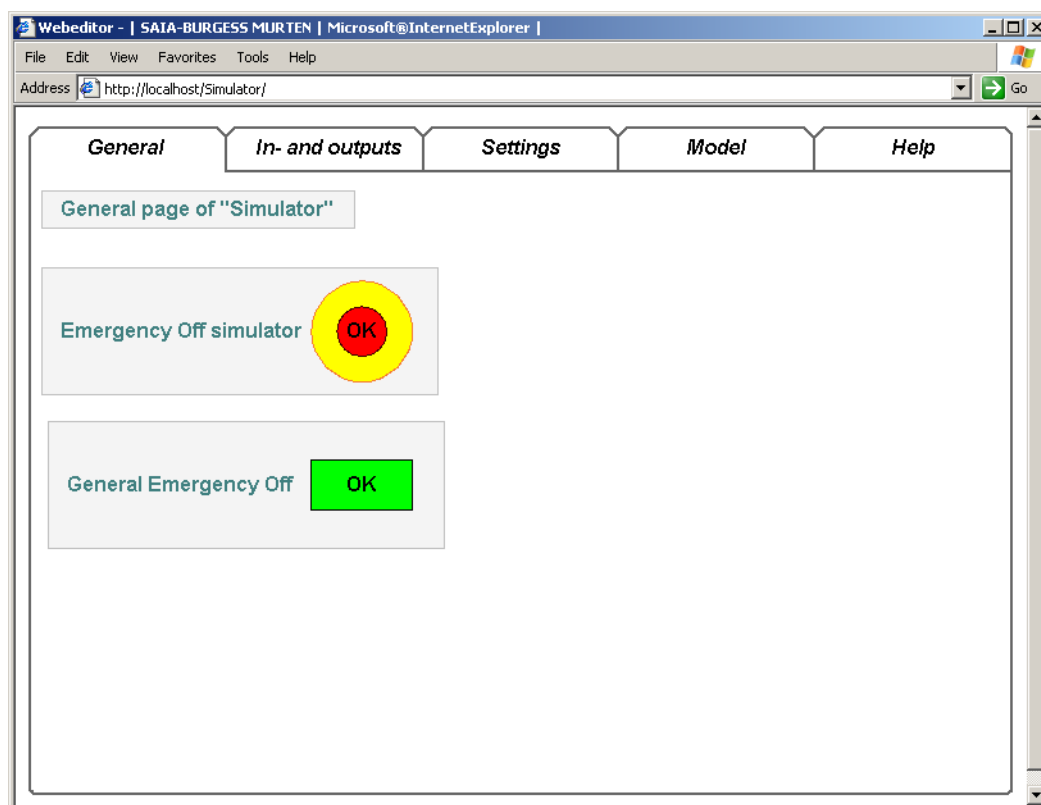 Webeditor - | SAIA-BURGESS MURTEN | Microsoft®InternetExplorer |
File Edit View Favorites Tools Help
Address http://localhost/Simulator/ Go
General In- and outputs Settings Model Help
General page of "Simulator"
Emergency Off simulator OK
General Emergency Off OK